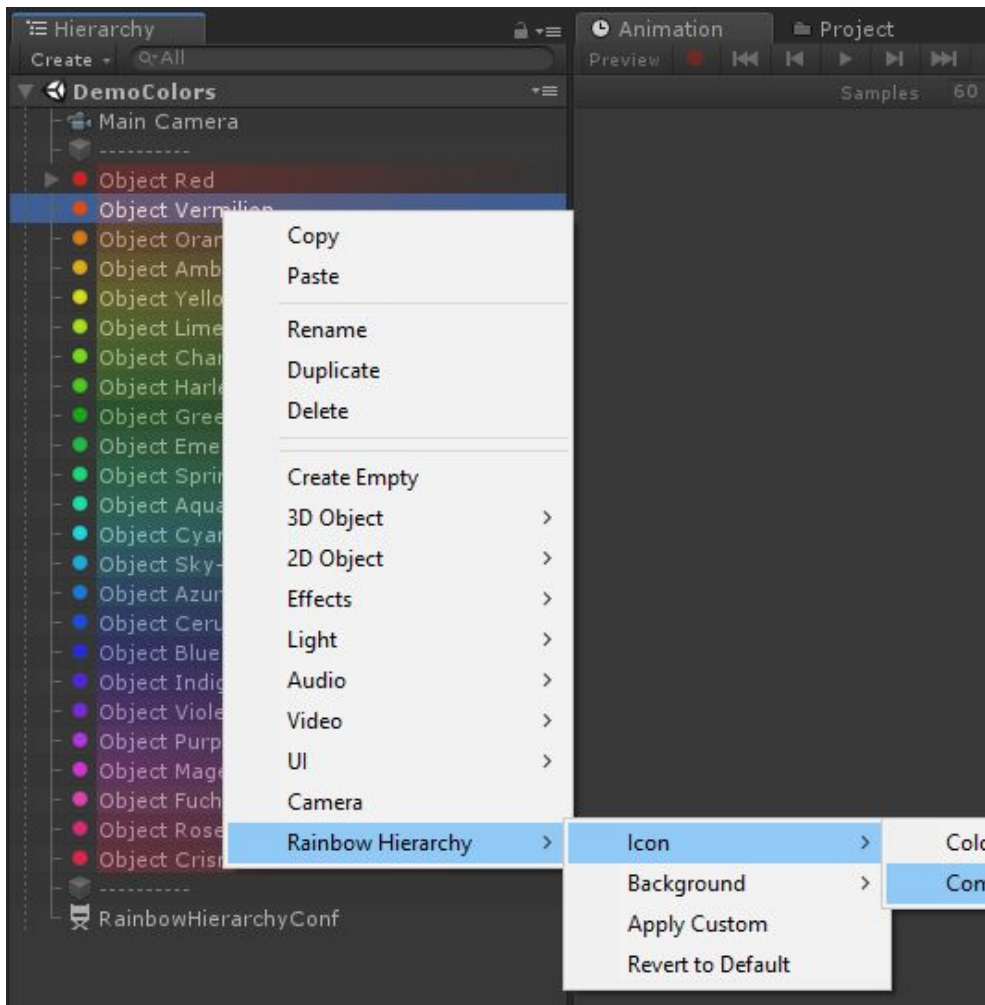 Hierarchy
Create
All
DemoColors
Main Camera
----------
Object Red
Object Vermilion
Object Oran
Object Amb
Object Yello
Object Lime
Object Char
Object Harle
Object Gree
Object Eme
Object Sprin
Object Aqua
Object Cyan
Object Sky-
Object Azur
Object Ceru
Object Blue
Object Indig
Object Viole
Object Purp
Object Mage
Object Fuch
Object Rose
Object Crism
----------
RainbowHierarchyConf
Animation
Project
Preview
Samples 60
Copy
Paste
Rename
Duplicate
Delete
Create Empty
3D Object
2D Object
Effects
Light
Audio
Video
UI
Camera
Rainbow Hierarchy
Icon
Background
Apply Custom
Revert to Default
Colo
Com